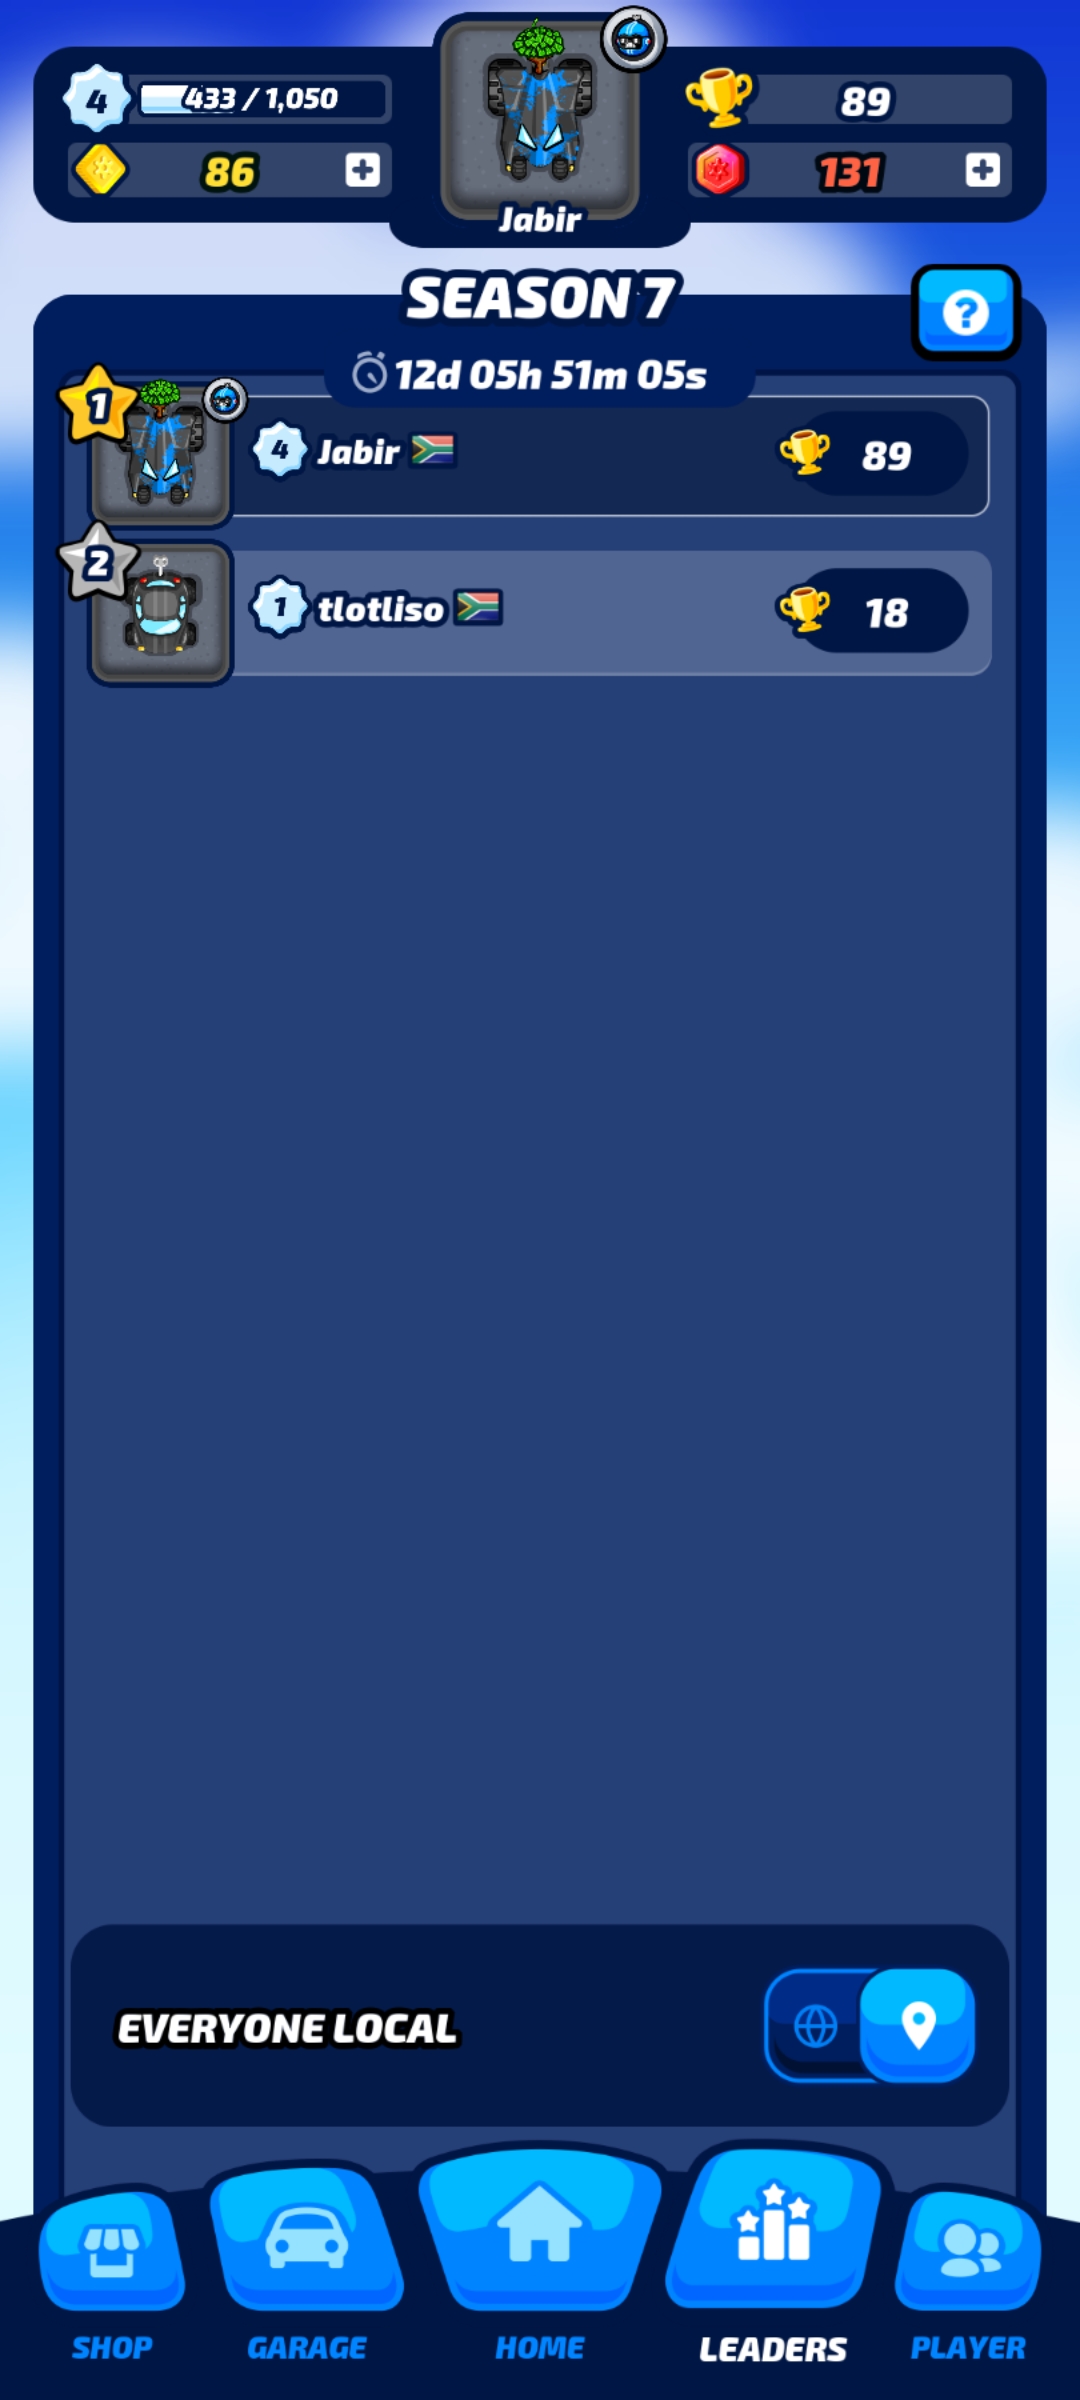 4
433 / 1,050
89
86
131
Jabir
SEASON 7
12d 05h 51m 05s
1
4
Jabir
89
2
1
tlotliso
18
EVERYONE LOCAL
SHOP
GARAGE
HOME
LEADERS
PLAYER